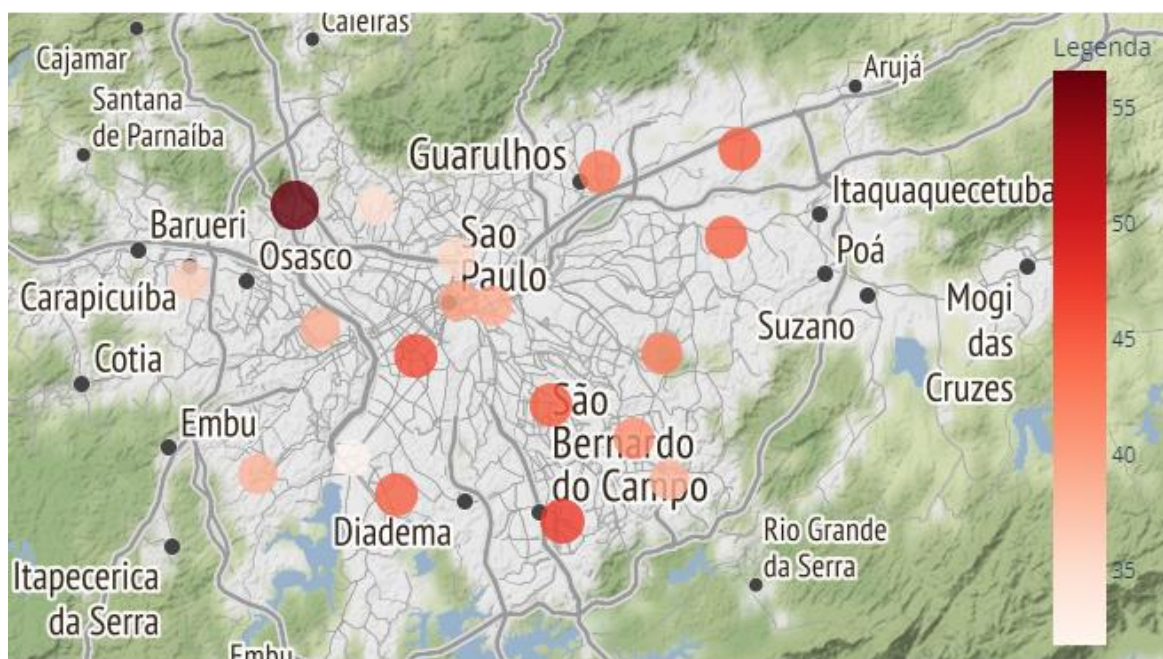 Caieiras
Cajamar
Legenda
Arujá
55
Santana
de Parnaíba
Guarulhos
Itaquaquecetuba
Barueri
Sao
Paulo
50
Osasco
Poá
Carapicuíba
Mogi
das
Cruzes
Suzano
45
Cotia
São
Bernardo
do Campo
Embu
40
Diadema
Rio Grande
da Serra
35
Itapecerica
da Serra
Embu